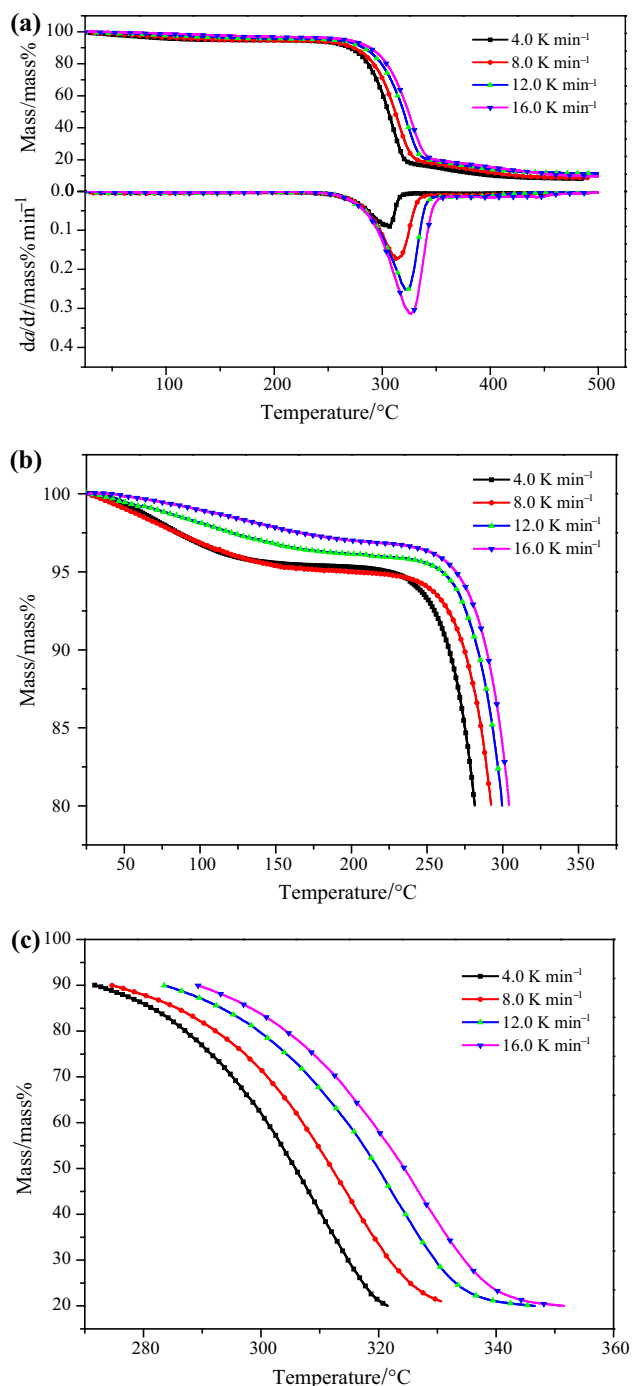 (a)
100
80
60
40
20
0.0
0.1
0.2
0.3
0.4
Mass/mass%
da/dt/mass% min⁻¹
4.0 K min⁻¹
8.0 K min⁻¹
12.0 K min⁻¹
16.0 K min⁻¹
100 200 300 400 500
Temperature/°C
(b)
100
95
90
85
80
Mass/mass%
4.0 K min⁻¹
8.0 K min⁻¹
12.0 K min⁻¹
16.0 K min⁻¹
50 100 150 200 250 300 350
Temperature/°C
(c)
100
90
80
70
60
50
40
30
20
10
Mass/mass%
4.0 K min⁻¹
8.0 K min⁻¹
12.0 K min⁻¹
16.0 K min⁻¹
280 300 320 340 360
Temperature/°C